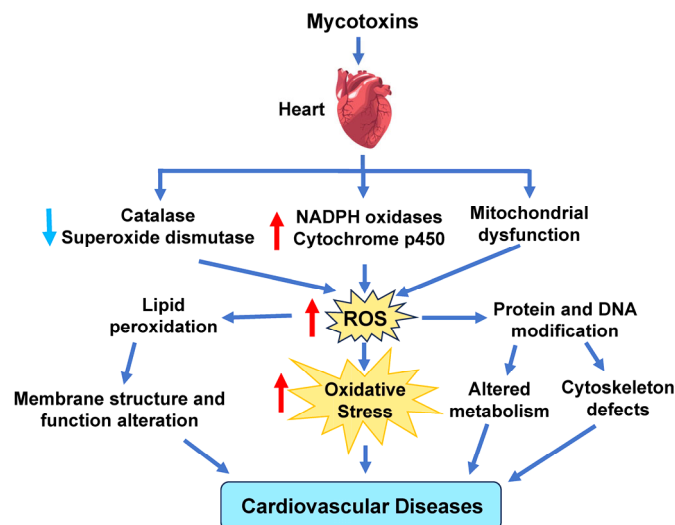 Mycotoxins
Heart
Catalase
Superoxide dismutase
NADPH oxidases
Cytochrome p450
Mitochondrial
dysfunction
Lipid
peroxidation
ROS
Protein and DNA
modification
Membrane structure and
function alteration
Oxidative
Stress
Altered
metabolism
Cytoskeleton
defects
Cardiovascular Diseases